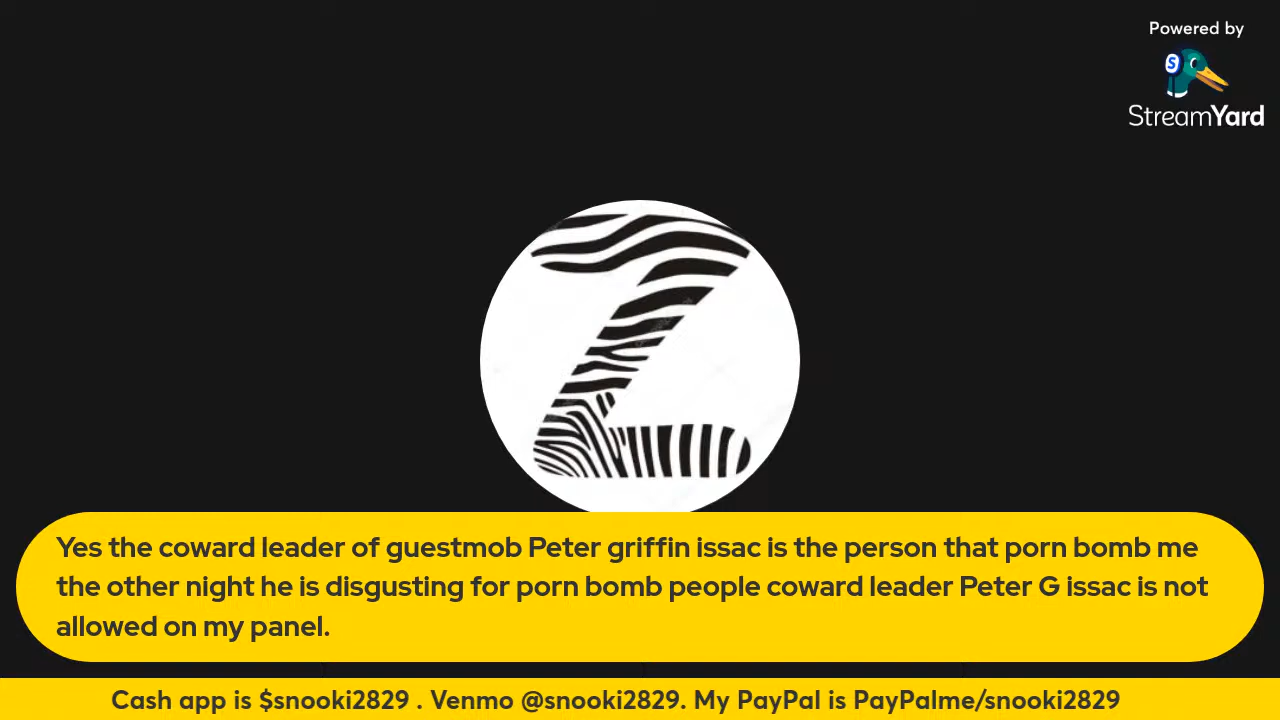 Powered by
S
StreamYard
Yes the coward leader of guestmob Peter griffin issac is the person that porn bomb me
the other night he is disgusting for porn bomb people coward leader Peter G issac is not
allowed on my panel.
Cash app is $snooki2829 . Venmo @snooki2829. My PayPal is PayPalme/snooki2829